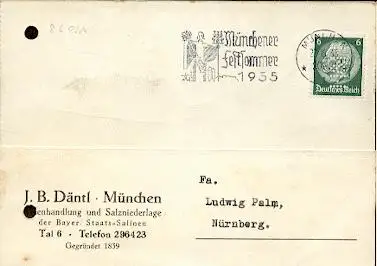 Münchener
Festsommer
1935
6 6
Deutsches Reich
J. B. Däntl · München
und Salzniederlage
der Bayer. Staats-Salinen
Tal 6 · Telefon 296423
Gegründet 1839
Fa.
Ludwig Palm,
Nürnberg.